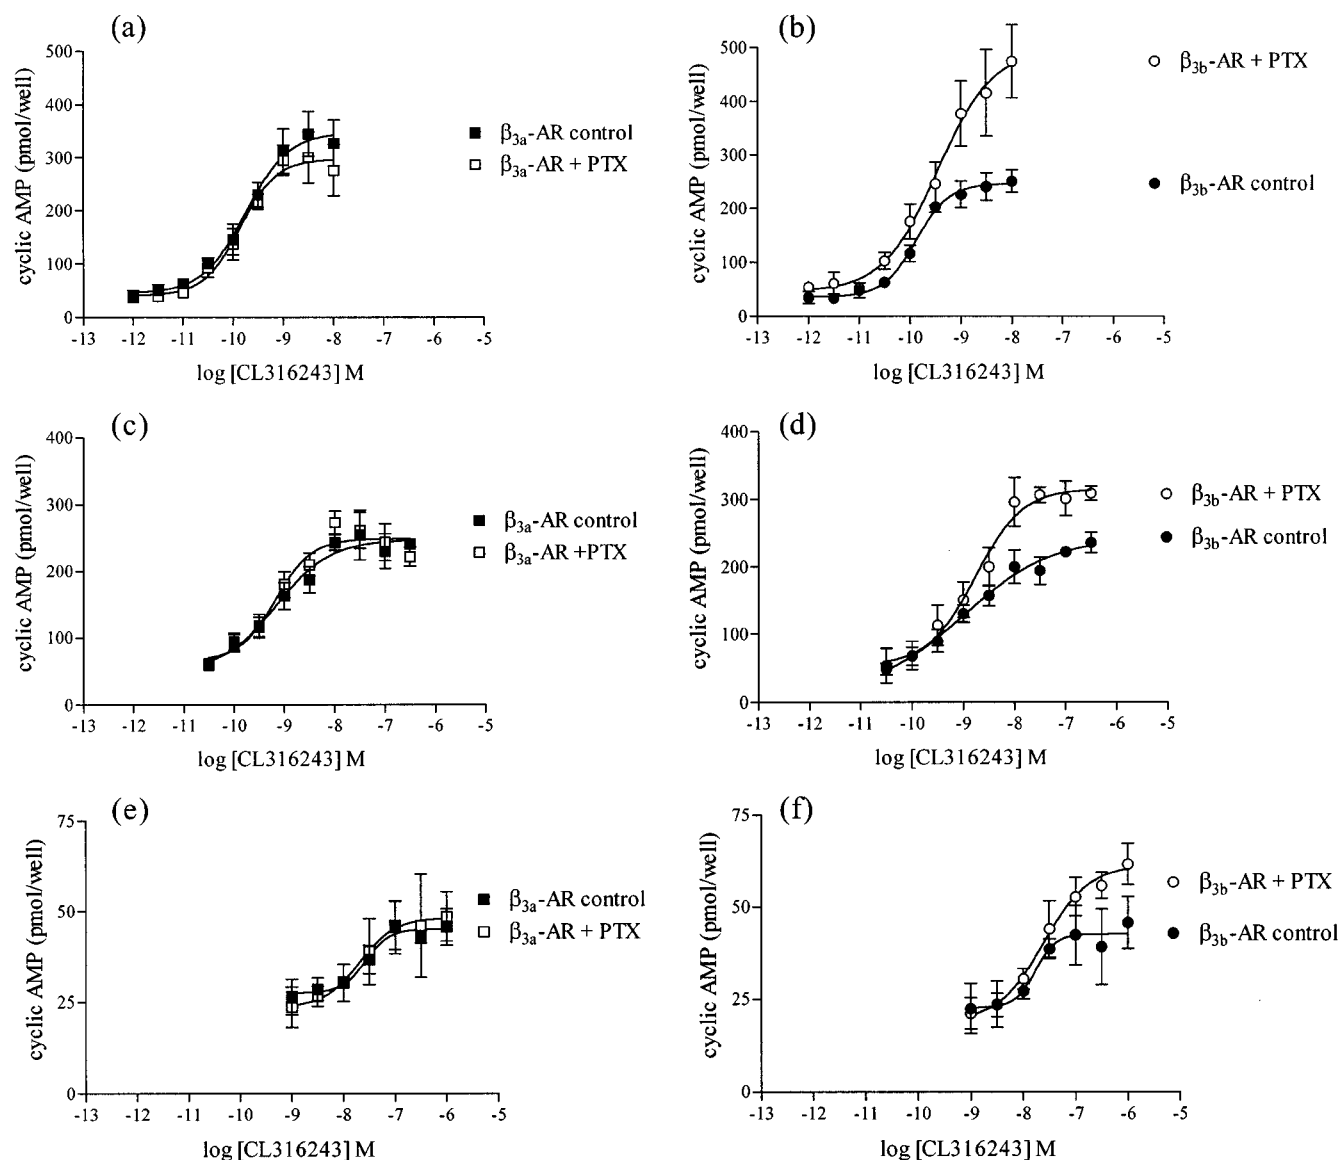 (a)
500
400
300
200
100
0
cyclic AMP (pmol/well)
-13 -12 -11 -10 -9 -8 -7 -6 -5
log [CL316243] M
β3a-AR control
β3a-AR + PTX
(b)
500
400
300
200
100
0
cyclic AMP (pmol/well)
-13 -12 -11 -10 -9 -8 -7 -6 -5
log [CL316243] M
β3b-AR + PTX
β3b-AR control
(c)
400
300
200
100
0
cyclic AMP (pmol/well)
-13 -12 -11 -10 -9 -8 -7 -6 -5
log [CL316243] M
β3a-AR control
β3a-AR +PTX
(d)
400
300
200
100
0
cyclic AMP (pmol/well)
-13 -12 -11 -10 -9 -8 -7 -6 -5
log [CL316243] M
β3b-AR + PTX
β3b-AR control
(e)
75
50
25
0
cyclic AMP (pmol/well)
-13 -12 -11 -10 -9 -8 -7 -6 -5
log [CL316243] M
β3a-AR control
β3a-AR + PTX
(f)
75
50
25
0
cyclic AMP (pmol/well)
-13 -12 -11 -10 -9 -8 -7 -6 -5
log [CL316243] M
β3b-AR + PTX
β3b-AR control